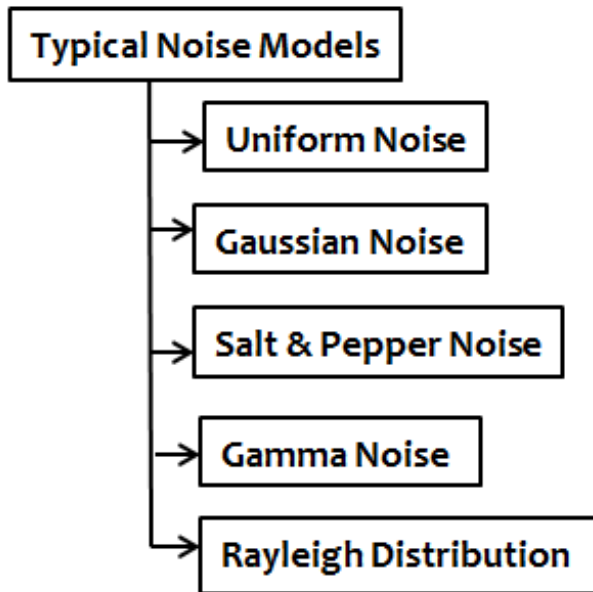 Typical Noise Models
Uniform Noise
Gaussian Noise
Salt & Pepper Noise
Gamma Noise
Rayleigh Distribution